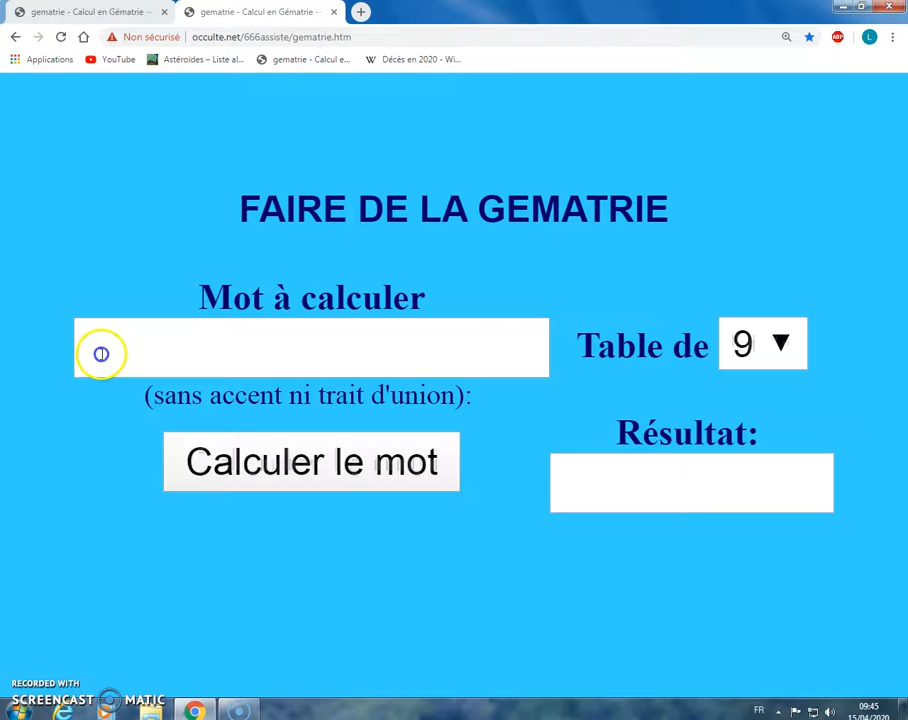 gematrie - Calcul en Gématrie -
gematrie - Calcul en Gématrie -
Non sécurisé
occulte.net/666assiste/gematrie.htm
ABP
L
Applications
YouTube
Astéroïdes – Liste al...
gematrie - Calcul e...
W Décès en 2020 - Wi...
FAIRE DE LA GEMATRIE
Mot à calculer
Table de 9
(sans accent ni trait d'union):
Résultat:
Calculer le mot
RECORDED WITH
SCREENCAST MATIC
FR
09:45
15/04/2020